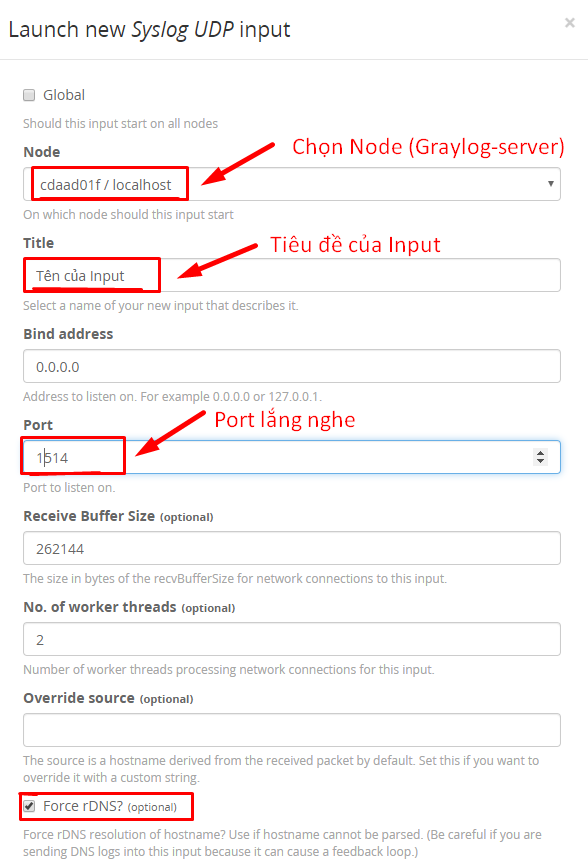 Launch new Syslog UDP input
×
Global
Should this input start on all nodes
Node
Chọn Node (Graylog-server)
cdaad01f / localhost
On which node should this input start
Title
Tiêu đề của Input
Tên của Input
Select a name of your new input that describes it.
Bind address
0.0.0.0
Address to listen on. For example 0.0.0.0 or 127.0.0.1.
Port
Port lắng nghe
1514
Port to listen on.
Receive Buffer Size (optional)
262144
The size in bytes of the recvBufferSize for network connections to this input.
No. of worker threads (optional)
2
Number of worker threads processing network connections for this input.
Override source (optional)
The source is a hostname derived from the received packet by default. Set this if you want to
override it with a custom string.
Force rDNS? (optional)
Force rDNS resolution of hostname? Use if hostname cannot be parsed. (Be careful if you are
sending DNS logs into this input because it can cause a feedback loop.)